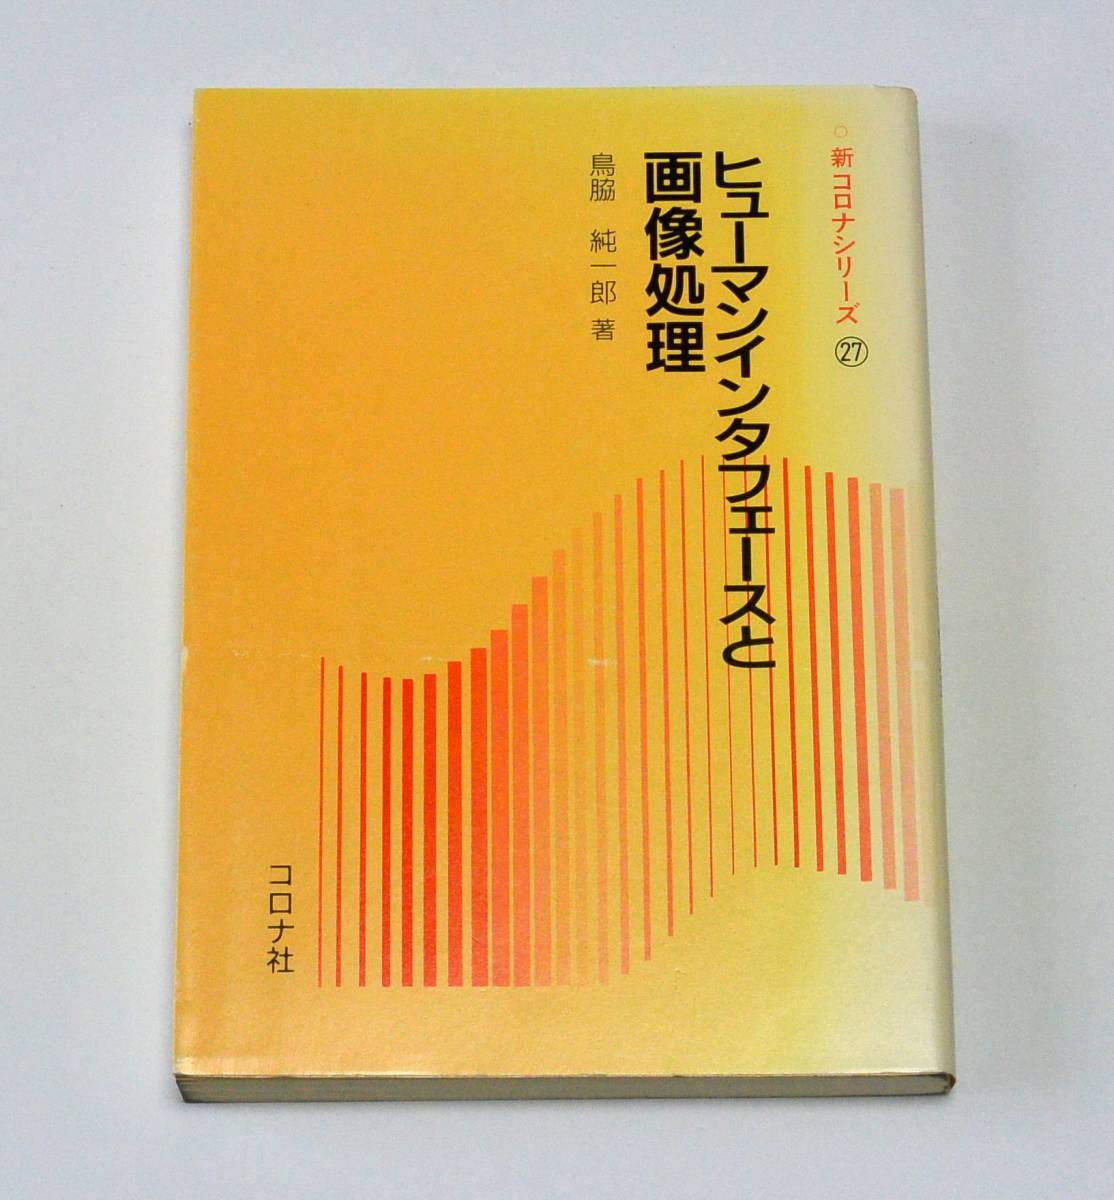 ○ 新コロナシリーズ ㉗
ヒューマンインタフェースと
画像処理
鳥脇 純一郎 著
コロナ社